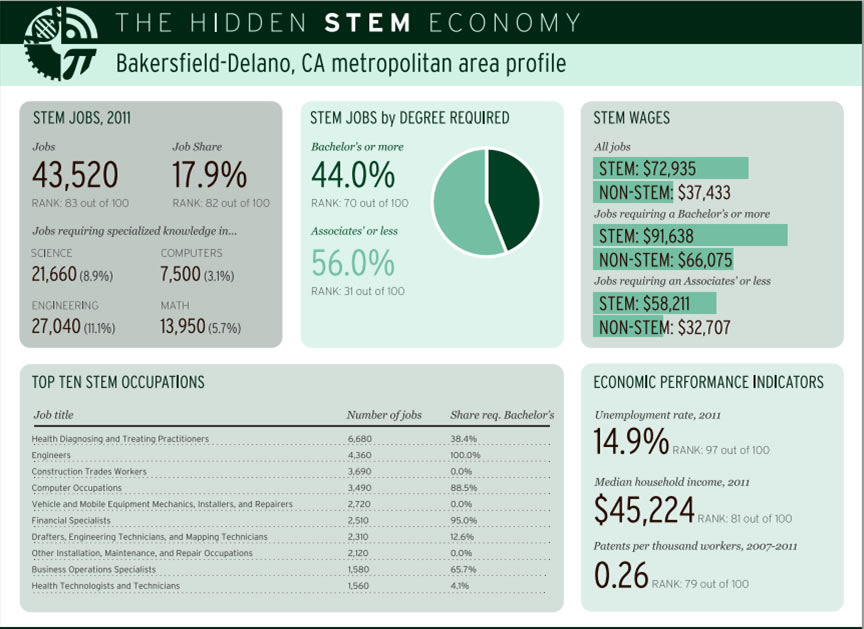 THE HIDDEN STEM ECONOMY
Bakersfield-Delano, CA metropolitan area profile
STEM JOBS, 2011
Jobs Job Share
43,520 17.9%
RANK: 83 out of 100 RANK: 82 out of 100
Jobs requiring specialized knowledge in...
SCIENCE COMPUTERS
21,660 (8.9%) 7,500 (3.1%)
ENGINEERING MATH
27,040 (11.1%) 13,950 (5.7%)
STEM JOBS by DEGREE REQUIRED
Bachelor's or more
44.0%
RANK: 70 out of 100
Associates' or less
56.0%
RANK: 31 out of 100
STEM WAGES
All jobs
STEM: $72,935
NON-STEM: $37,433
Jobs requiring a Bachelor's or more
STEM: $91,638
NON-STEM: $66,075
Jobs requiring an Associates' or less
STEM: $58,211
NON-STEM: $32,707
TOP TEN STEM OCCUPATIONS
Job title Number of jobs Share req. Bachelor's
Health Diagnosing and Treating Practitioners 6,680 38.4%
Engineers 4,360 100.0%
Construction Trades Workers 3,690 0.0%
Computer Occupations 3,490 88.5%
Vehicle and Mobile Equipment Mechanics, Installers, and Repairers 2,720 0.0%
Financial Specialists 2,510 95.0%
Drafters, Engineering Technicians, and Mapping Technicians 2,310 12.6%
Other Installation, Maintenance, and Repair Occupations 2,120 0.0%
Business Operations Specialists 1,580 65.7%
Health Technologists and Technicians 1,560 4.1%
ECONOMIC PERFORMANCE INDICATORS
Unemployment rate, 2011
14.9% RANK: 97 out of 100
Median household income, 2011
$45,224 RANK: 81 out of 100
Patents per thousand workers, 2007-2011
0.26 RANK: 79 out of 100